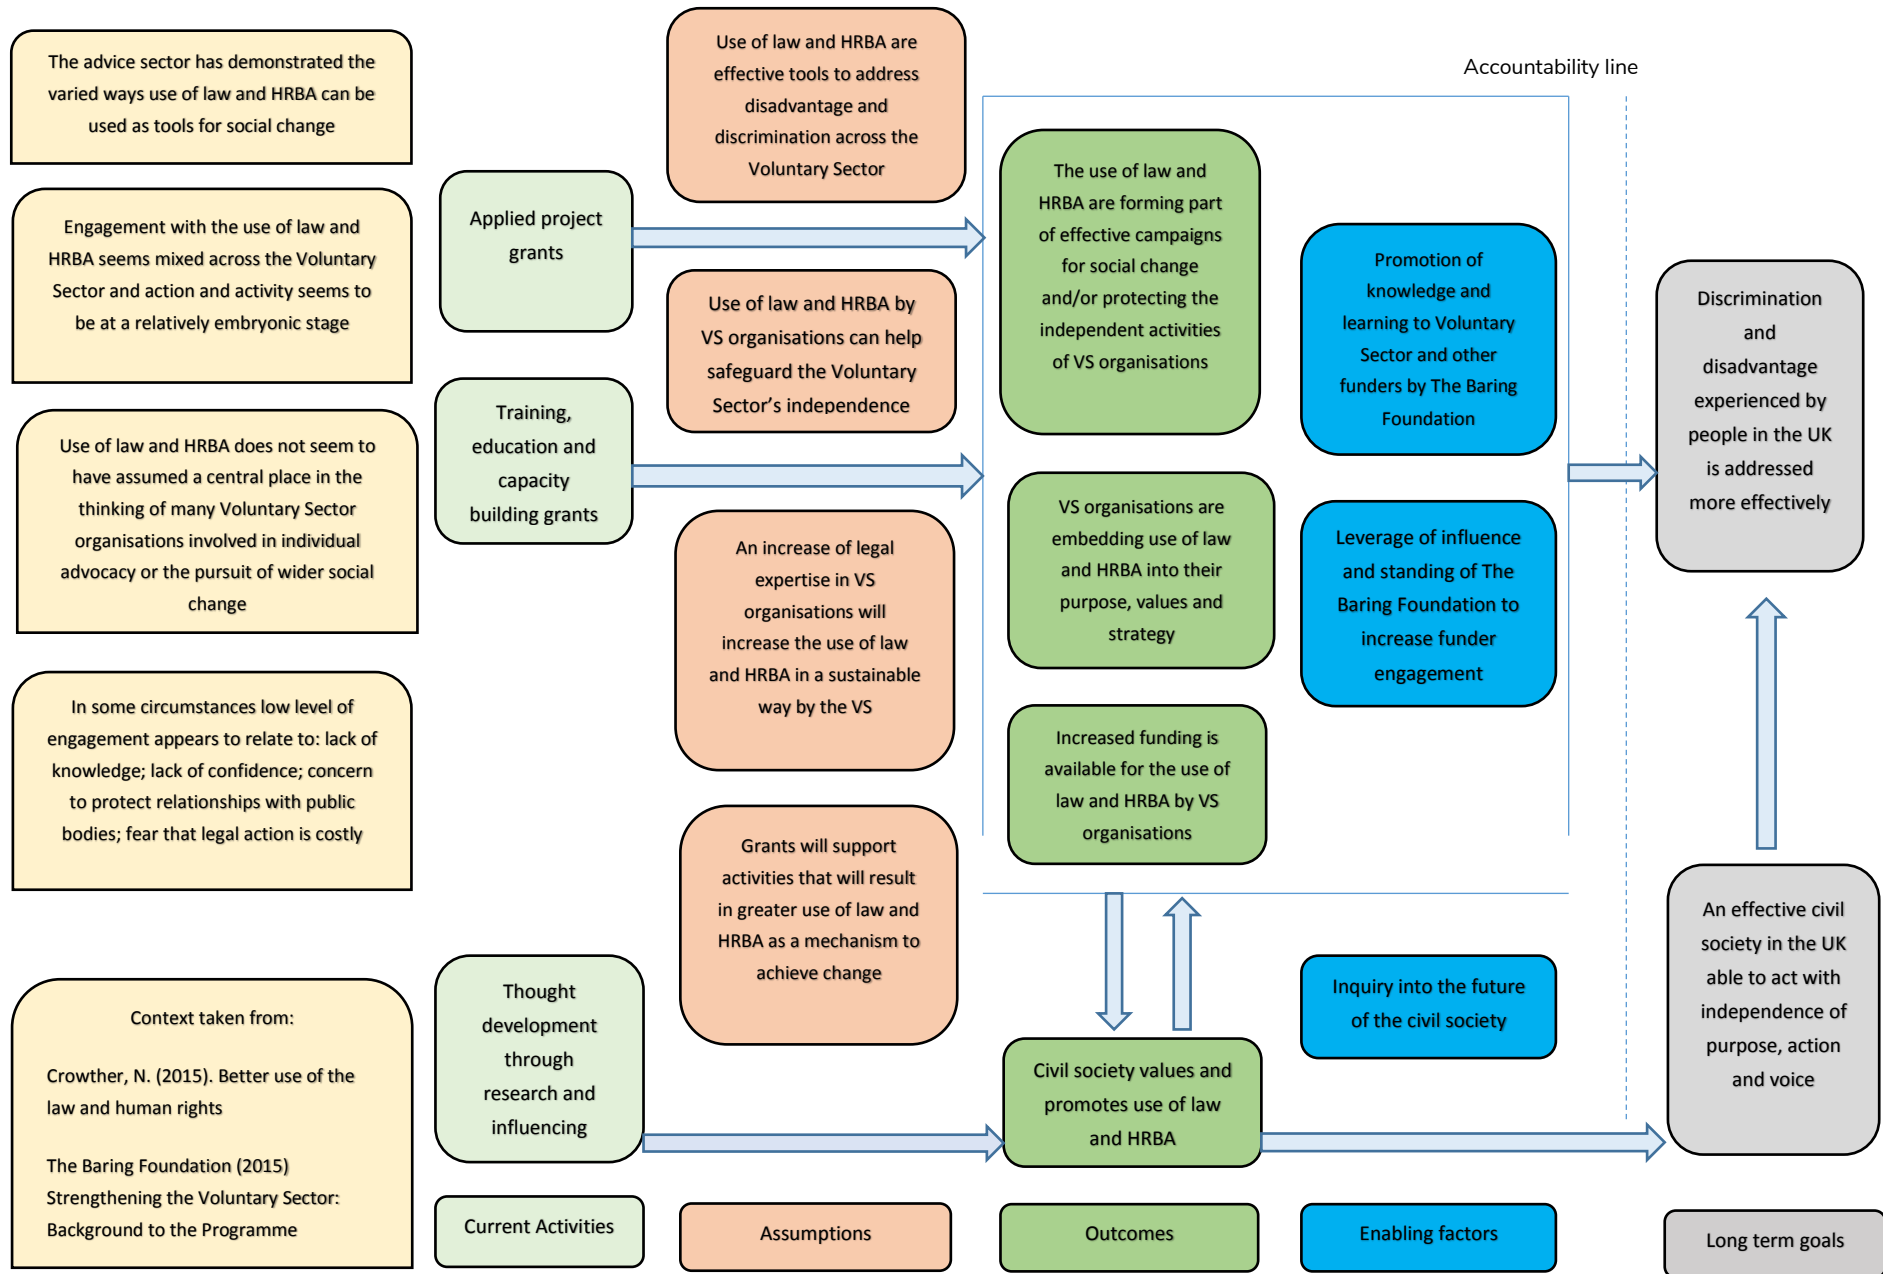 The advice sector has demonstrated the
varied ways use of law and HRBA can be
used as tools for social change
Engagement with the use of law and
HRBA seems mixed across the Voluntary
Sector and action and activity seems to
be at a relatively embryonic stage
Use of law and HRBA does not seem to
have assumed a central place in the
thinking of many Voluntary Sector
organisations involved in individual
advocacy or the pursuit of wider social
change
In some circumstances low level of
engagement appears to relate to: lack of
knowledge; lack of confidence; concern
to protect relationships with public
bodies; fear that legal action is costly
Context taken from:
Crowther, N. (2015). Better use of the
law and human rights
The Baring Foundation (2015)
Strengthening the Voluntary Sector:
Background to the Programme
Applied project
grants
Training,
education and
capacity
building grants
Thought
development
through
research and
influencing
Current Activities
Use of law and HRBA are
effective tools to address
disadvantage and
discrimination across the
Voluntary Sector
Use of law and HRBA by
VS organisations can help
safeguard the Voluntary
Sector’s independence
An increase of legal
expertise in VS
organisations will
increase the use of law
and HRBA in a sustainable
way by the VS
Grants will support
activities that will result
in greater use of law and
HRBA as a mechanism to
achieve change
Assumptions
The use of law and
HRBA are forming part
of effective campaigns
for social change
and/or protecting the
independent activities
of VS organisations
VS organisations are
embedding use of law
and HRBA into their
purpose, values and
strategy
Increased funding is
available for the use of
law and HRBA by VS
organisations
Civil society values and
promotes use of law
and HRBA
Outcomes
Promotion of
knowledge and
learning to Voluntary
Sector and other
funders by The Baring
Foundation
Leverage of influence
and standing of The
Baring Foundation to
increase funder
engagement
Inquiry into the future
of the civil society
Enabling factors
Accountability line
Discrimination
and
disadvantage
experienced by
people in the UK
is addressed
more effectively
An effective civil
society in the UK
able to act with
independence of
purpose, action
and voice
Long term goals